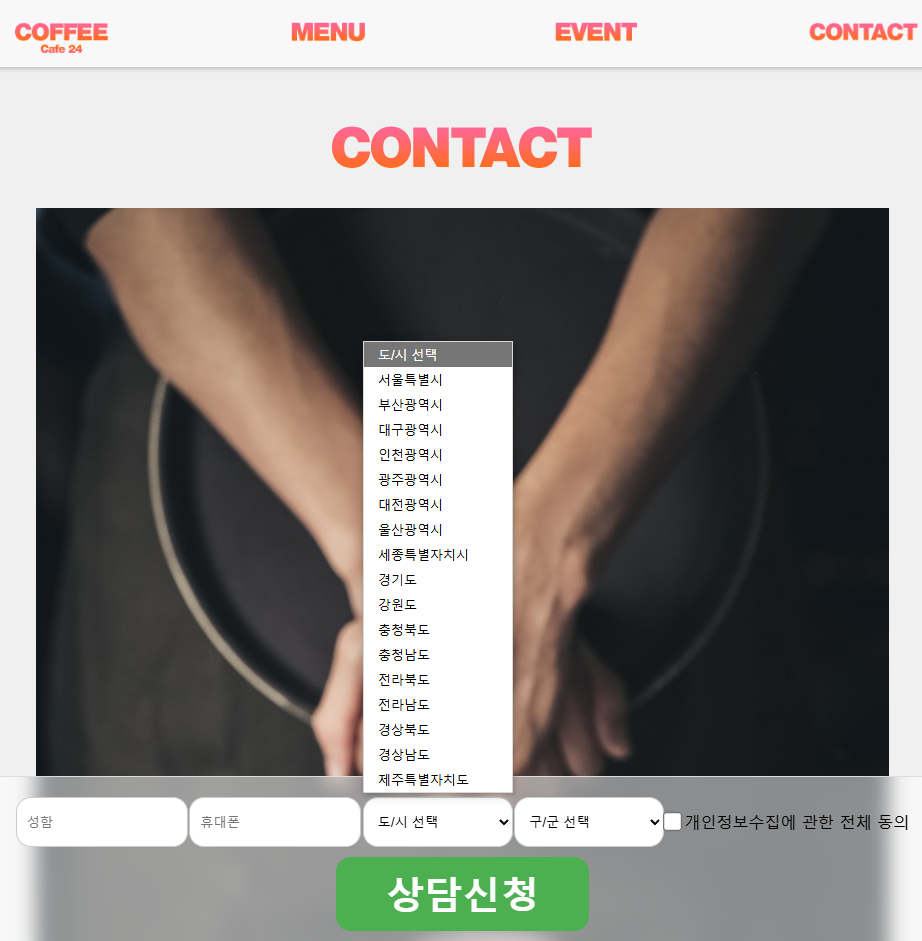 COFFEE MENU EVENT CONTACT
Cafe 24
CONTACT
도/시 선택
서울특별시
부산광역시
대구광역시
인천광역시
광주광역시
대전광역시
울산광역시
세종특별자치시
경기도
강원도
충청북도
충청남도
전라북도
전라남도
경상북도
경상남도
제주특별자치도
성함 휴대폰 도/시 선택 구/군 선택 개인정보수집에 관한 전체 동의
상담신청